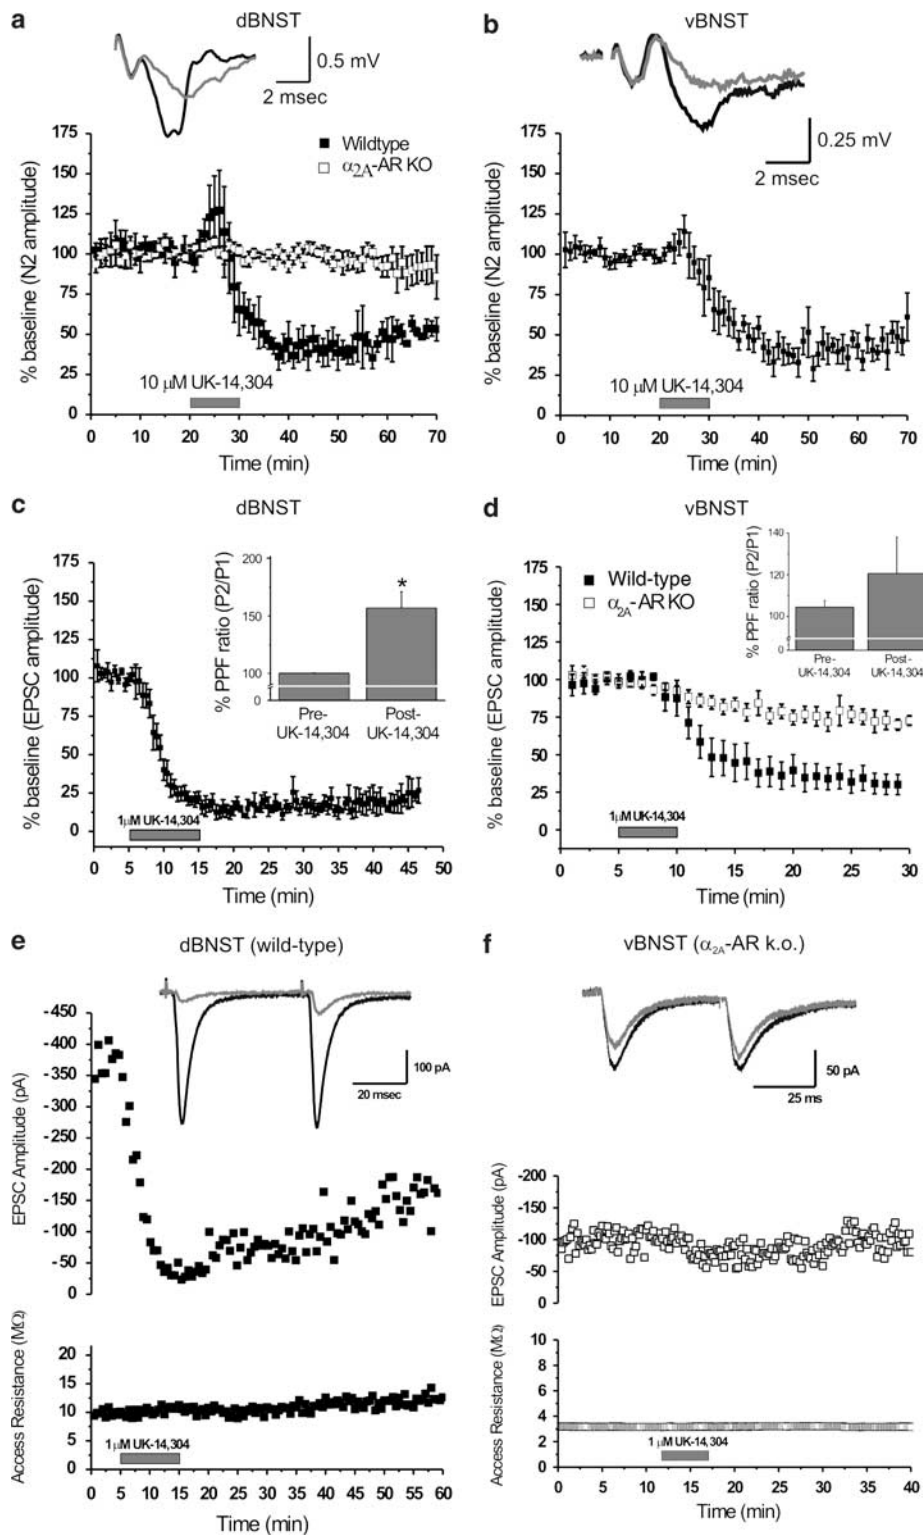 a
dBNST
0.5 mV
2 msec
175
150
125
100
75
50
25
0
% baseline (N2 amplitude)
Wildtype
α2A-AR KO
10 μM UK-14,304
0 10 20 30 40 50 60 70
Time (min)
b
vBNST
0.25 mV
2 msec
175
150
125
100
75
50
25
0
% baseline (N2 amplitude)
10 μM UK-14,304
0 10 20 30 40 50 60 70
Time (min)
c
dBNST
175
150
125
100
75
50
25
0
% baseline (EPSC amplitude)
200
150
100
0
% PPF ratio (P2/P1)
*
Pre-
UK-14,304
Post-
UK-14,304
1μM UK-14,304
0 5 10 15 20 25 30 35 40 45 50
Time (min)
d
vBNST
175
150
125
100
75
50
25
0
% baseline (EPSC amplitude)
Wild-type
α2A-AR KO
140
120
100
0
% PPF ratio (P2/P1)
Pre-
UK-14,304
Post-
UK-14,304
1μM UK-14,304
0 5 10 15 20 25 30
Time (min)
e
dBNST (wild-type)
-450
-400
-350
-300
-250
-200
-150
-100
-50
0
EPSC Amplitude (pA)
100 pA
20 msec
20
15
10
5
0
Access Resistance (MΩ)
1 μM UK-14,304
0 5 10 15 20 25 30 35 40 45 50 55 60
Time (min)
f
vBNST (α2A-AR k.o.)
50 pA
25 ms
-200
-150
-100
-50
0
EPSC Amplitude (pA)
10
8
6
4
2
0
Access Resistance (MΩ)
1 μM UK-14,304
0 5 10 15 20 25 30 35 40
Time (min)